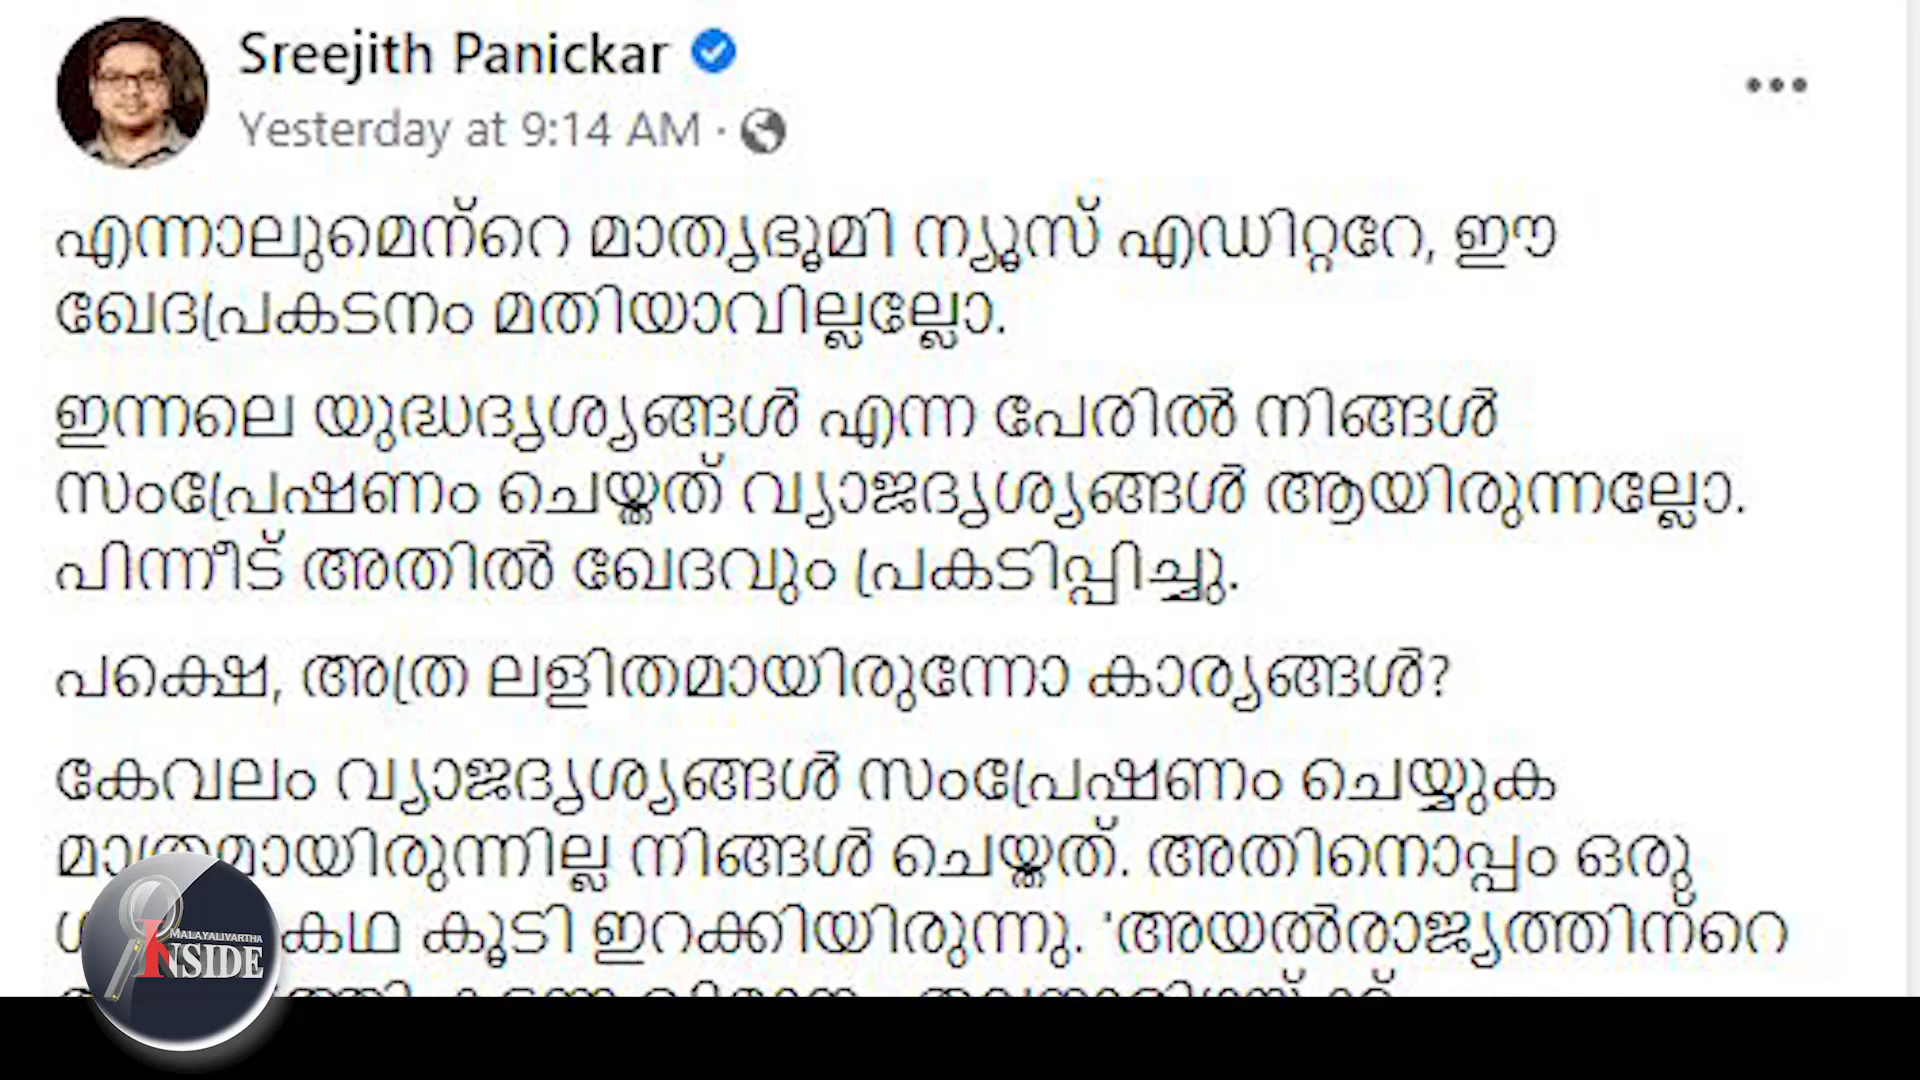 Sreejith Panickar
Yesterday at 9:14 AM ·
എന്നാലുമെന്റെ മാതൃഭൂമി ന്യൂസ് എഡിറ്ററേ, ഈ
ഖേദപ്രകടനം മതിയാവില്ലല്ലോ.
ഇന്നലെ യുദ്ധദൃശ്യങ്ങൾ എന്ന പേരിൽ നിങ്ങൾ
സംപ്രേഷണം ചെയ്തത് വ്യാജദൃശ്യങ്ങൾ ആയിരുന്നല്ലോ.
പിന്നീട് അതിൽ ഖേദവും പ്രകടിപ്പിച്ചു.
പക്ഷെ, അത്ര ലളിതമായിരുന്നോ കാര്യങ്ങൾ?
കേവലം വ്യാജദൃശ്യങ്ങൾ സംപ്രേഷണം ചെയ്യുക
മാത്രമായിരുന്നില്ല നിങ്ങൾ ചെയ്തത്. അതിനൊപ്പം ഒരു
കഥ കൂടി ഇറക്കിയിരുന്നു. 'അയൽരാജ്യത്തിന്റെ
MALAYALIVARTHA
INSIDE